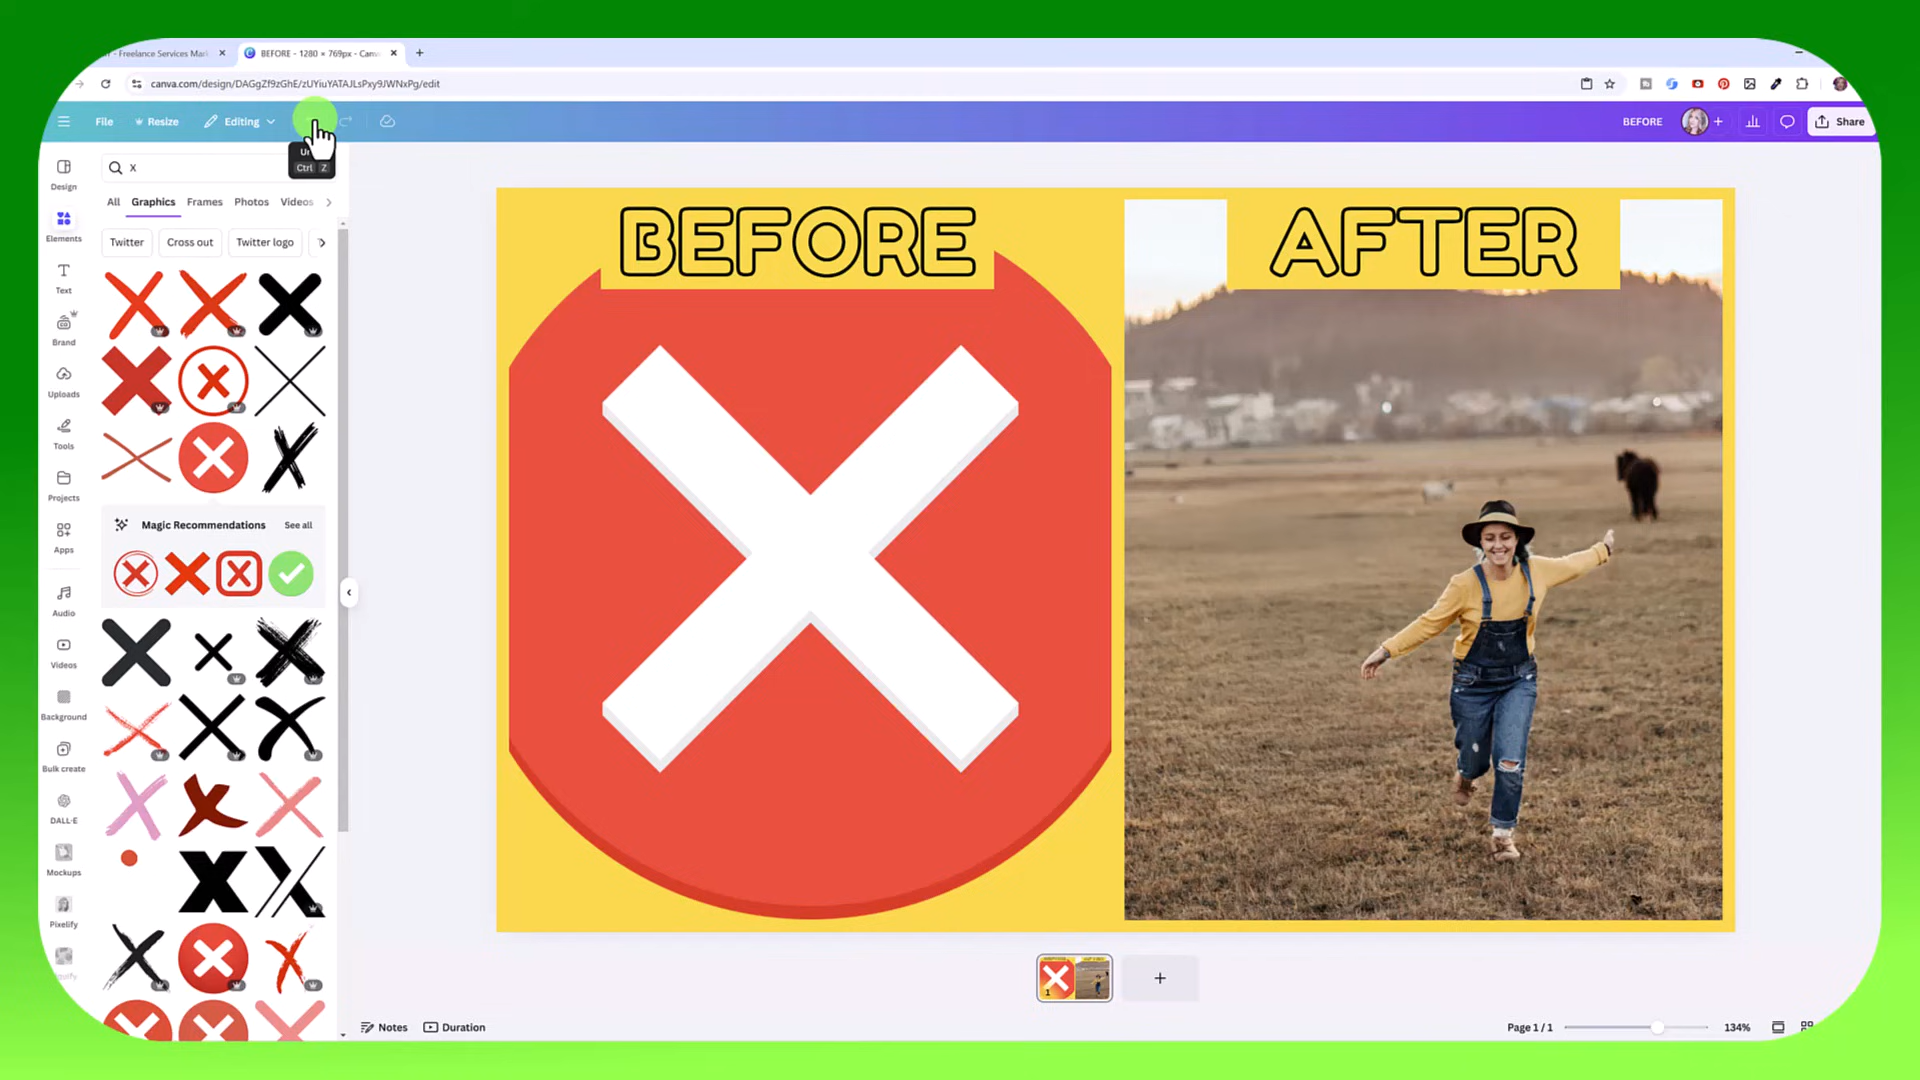 - Freelance Services Mar
BEFORE - 1280 × 769px - Canva
canva.com/design/DAGgZf9zGhE/zUYiuYATAJLsPxy9JWNxPg/edit
File
Resize
Editing
BEFORE
Share
Ctrl Z
X
All
Graphics
Frames
Photos
Videos
Twitter
Cross out
Twitter logo
Design
Elements
Text
Brand
Uploads
Tools
Projects
Apps
Audio
Videos
Background
Bulk create
DALL·E
Mockups
Pixelify
Magic Recommendations
See all
BEFORE
AFTER
1
Notes
Duration
Page 1 / 1
134%